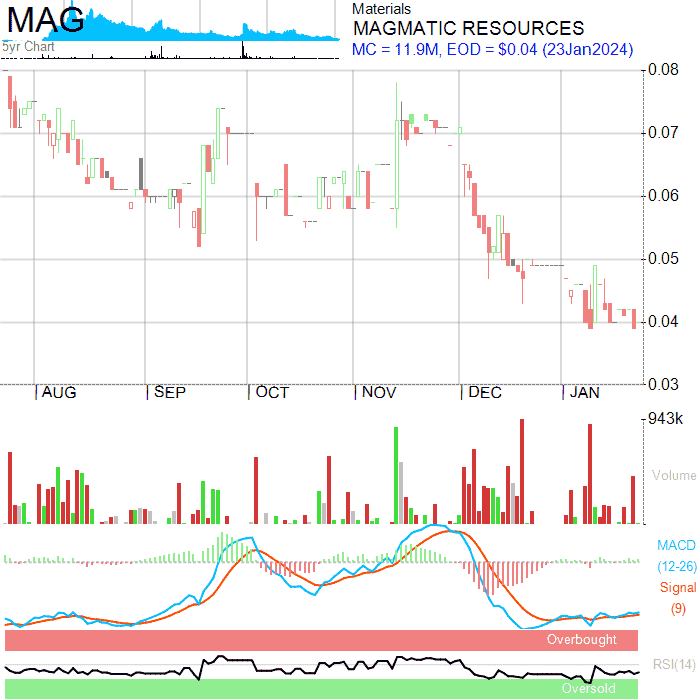 MAG
5yr Chart
Materials
MAGMATIC RESOURCES
MC = 11.9M, EOD = $0.04 (23Jan2024)
0.08
0.07
0.06
0.05
0.04
0.03
AUG SEP OCT NOV DEC JAN
943k
Volume
MACD
(12-26)
Signal
(9)
Overbought
RSI(14)
Oversold